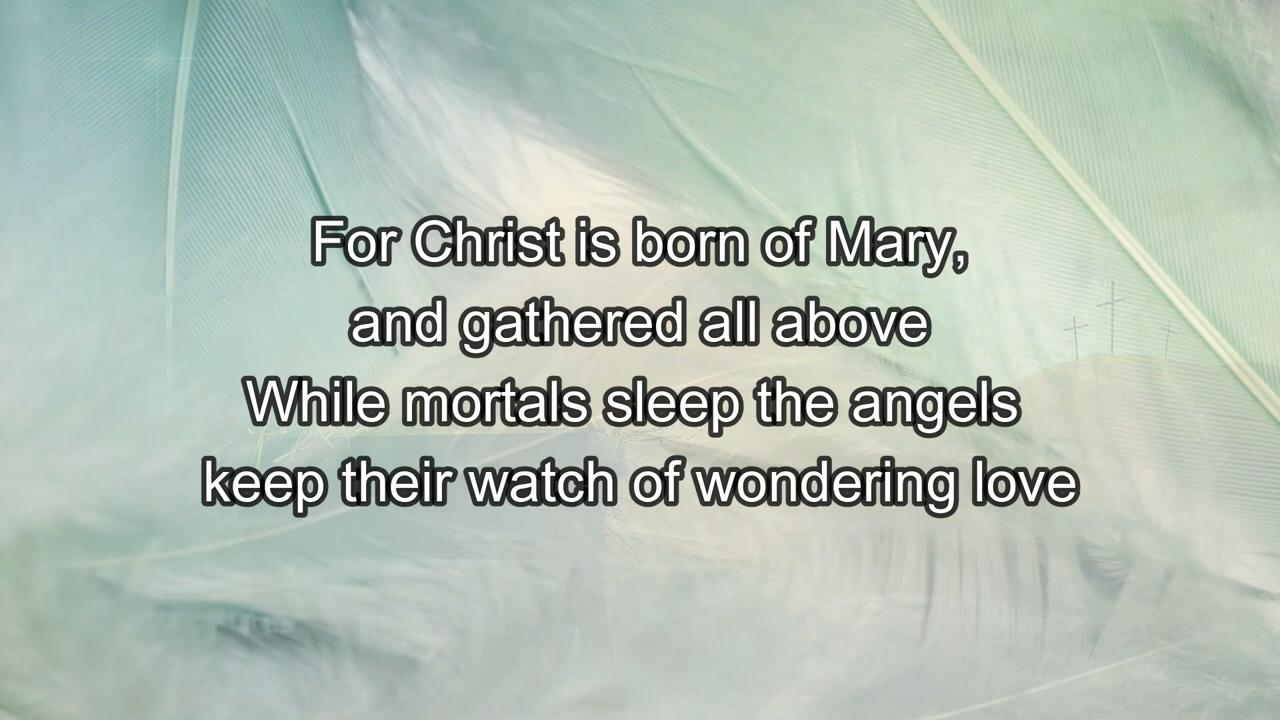 For Christ is born of Mary,
and gathered all above
While mortals sleep the angels
keep their watch of wondering love